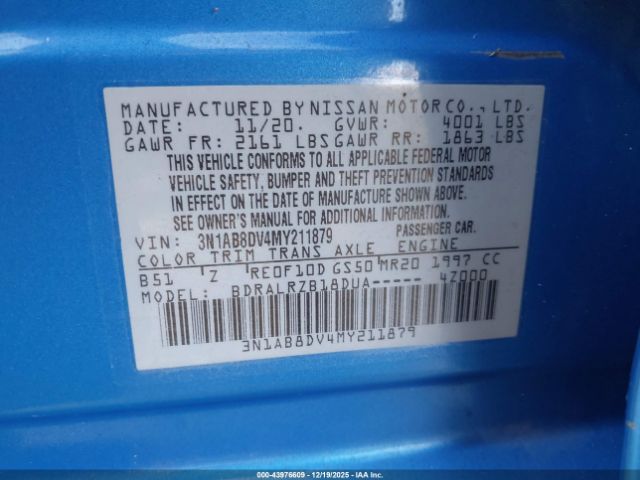 MANUFACTURED BY NISSAN MOTOR CO., LTD.
DATE: 11/20. GVWR: 4001 LBS
GAWR FR: 2161 LBS GAWR RR: 1863 LBS
THIS VEHICLE CONFORMS TO ALL APPLICABLE FEDERAL MOTOR
VEHICLE SAFETY, BUMPER AND THEFT PREVENTION STANDARDS
IN EFFECT ON THE DATE OF MANUFACTURE SHOWN ABOVE.
SEE OWNER'S MANUAL FOR ADDITIONAL INFORMATION.
VIN: 3N1AB8DV4MY211879 PASSENGER CAR.
COLOR TRIM TRANS AXLE ENGINE
B51 Z RE0F10D GS50 MR20 1997 CC
MODEL: BDRALRZB18DUA----- 4Z000
3N1AB8DV4MY211879
000-43976609 - 12/19/2025 - IAA Inc.